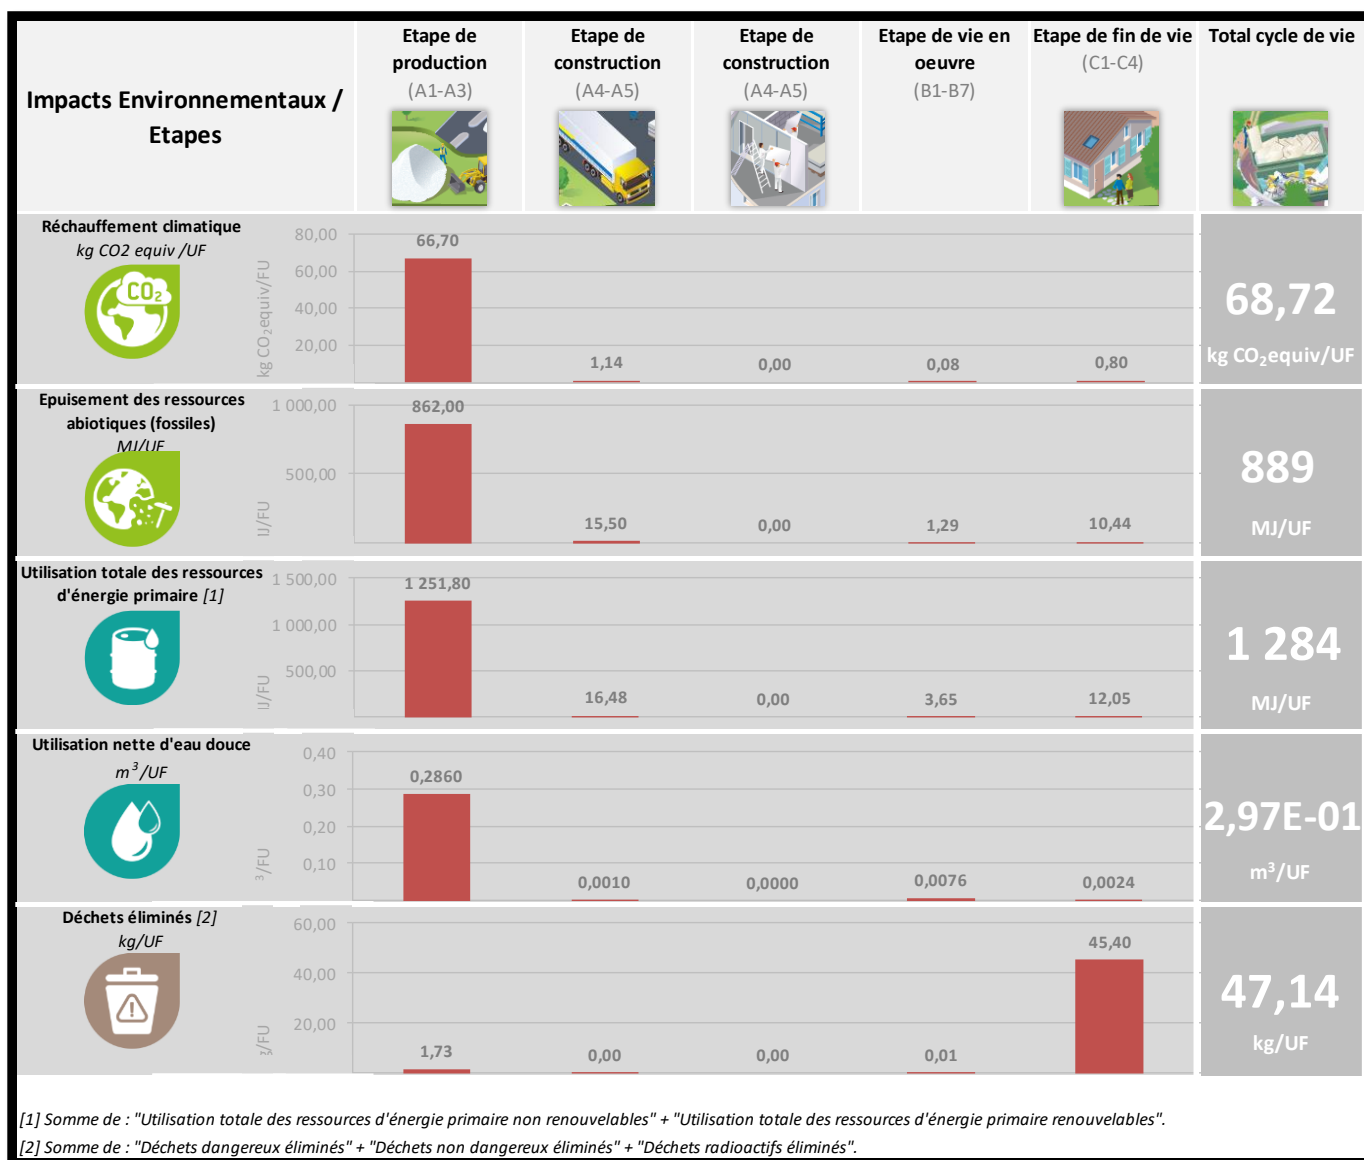 Impacts Environnementaux /
Etapes
Etape de
production
(A1-A3)
Etape de
construction
(A4-A5)
Etape de
construction
(A4-A5)
Etape de vie en
oeuvre
(B1-B7)
Etape de fin de vie
(C1-C4)
Total cycle de vie
Réchauffement climatique
kg CO2 equiv /UF
CO2
kg CO2equiv/FU
80,00
60,00
40,00
20,00
66,70
1,14
0,00
0,08
0,80
68,72
kg CO2equiv/UF
Epuisement des ressources
abiotiques (fossiles)
MJ/UF
/FU
1 000,00
500,00
862,00
15,50
0,00
1,29
10,44
889
MJ/UF
Utilisation totale des ressources
d'énergie primaire [1]
/FU
1 500,00
1 000,00
500,00
1 251,80
16,48
0,00
3,65
12,05
1 284
MJ/UF
Utilisation nette d'eau douce
m³/UF
³/FU
0,40
0,30
0,20
0,10
0,2860
0,0010
0,0000
0,0076
0,0024
2,97E-01
m³/UF
Déchets éliminés [2]
kg/UF
/FU
60,00
40,00
20,00
1,73
0,00
0,00
0,01
45,40
47,14
kg/UF
[1] Somme de : "Utilisation totale des ressources d'énergie primaire non renouvelables" + "Utilisation totale des ressources d'énergie primaire renouvelables".
[2] Somme de : "Déchets dangereux éliminés" + "Déchets non dangereux éliminés" + "Déchets radioactifs éliminés".